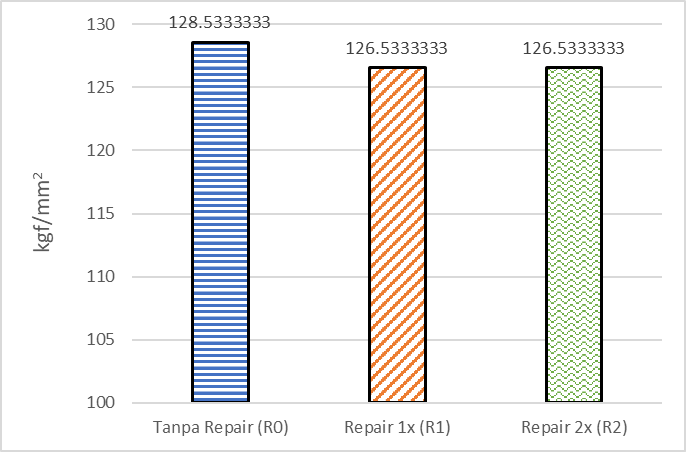 130
128.5333333
126.5333333
126.5333333
125
120
115
110
105
100
kgf/mm²
Tanpa Repair (R0)
Repair 1x (R1)
Repair 2x (R2)